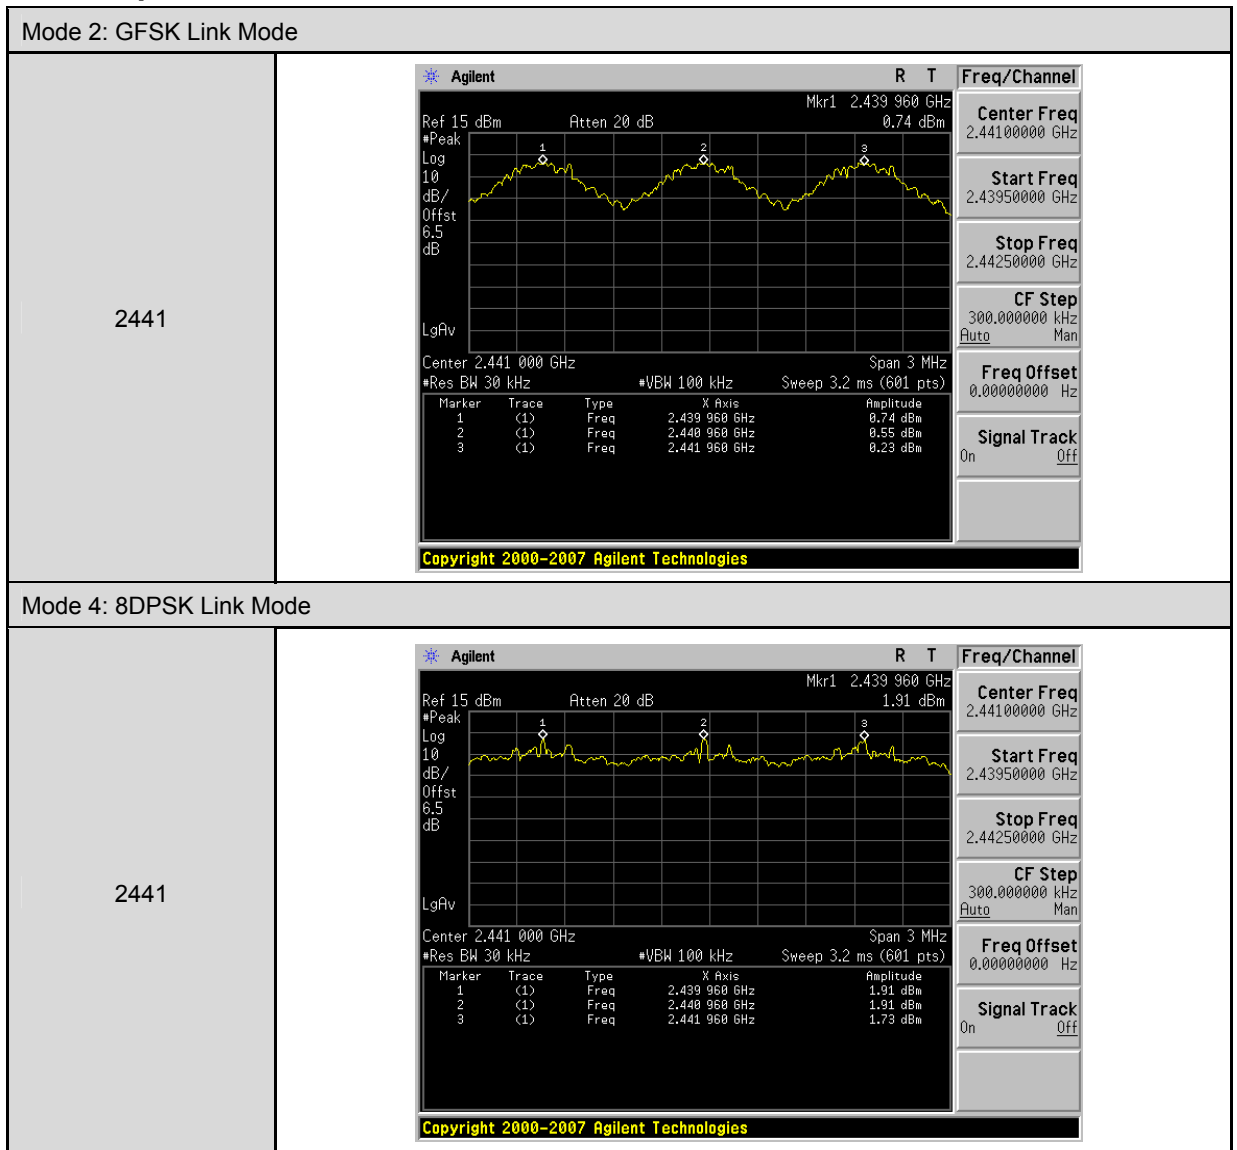 Mode 2: GFSK Link Mode
2441
Agilent R T Freq/Channel
Mkr1 2.439 960 GHz
Ref 15 dBm Atten 20 dB 0.74 dBm
#Peak
Log
10
dB/
Offst
6.5
dB
LgAv
1 2 3
Center 2.441 000 GHz Span 3 MHz
#Res BW 30 kHz #VBW 100 kHz Sweep 3.2 ms (601 pts)
Marker Trace Type X Axis Amplitude
1 (1) Freq 2.439 960 GHz 0.74 dBm
2 (1) Freq 2.440 960 GHz 0.55 dBm
3 (1) Freq 2.441 960 GHz 0.23 dBm
Center Freq
2.44100000 GHz
Start Freq
2.43950000 GHz
Stop Freq
2.44250000 GHz
CF Step
300.000000 kHz
Auto Man
Freq Offset
0.00000000 Hz
Signal Track
On Off
Copyright 2000-2007 Agilent Technologies
Mode 4: 8DPSK Link Mode
2441
Agilent R T Freq/Channel
Mkr1 2.439 960 GHz
Ref 15 dBm Atten 20 dB 1.91 dBm
#Peak
Log
10
dB/
Offst
6.5
dB
LgAv
1 2 3
Center 2.441 000 GHz Span 3 MHz
#Res BW 30 kHz #VBW 100 kHz Sweep 3.2 ms (601 pts)
Marker Trace Type X Axis Amplitude
1 (1) Freq 2.439 960 GHz 1.91 dBm
2 (1) Freq 2.440 960 GHz 1.91 dBm
3 (1) Freq 2.441 960 GHz 1.73 dBm
Center Freq
2.44100000 GHz
Start Freq
2.43950000 GHz
Stop Freq
2.44250000 GHz
CF Step
300.000000 kHz
Auto Man
Freq Offset
0.00000000 Hz
Signal Track
On Off
Copyright 2000-2007 Agilent Technologies